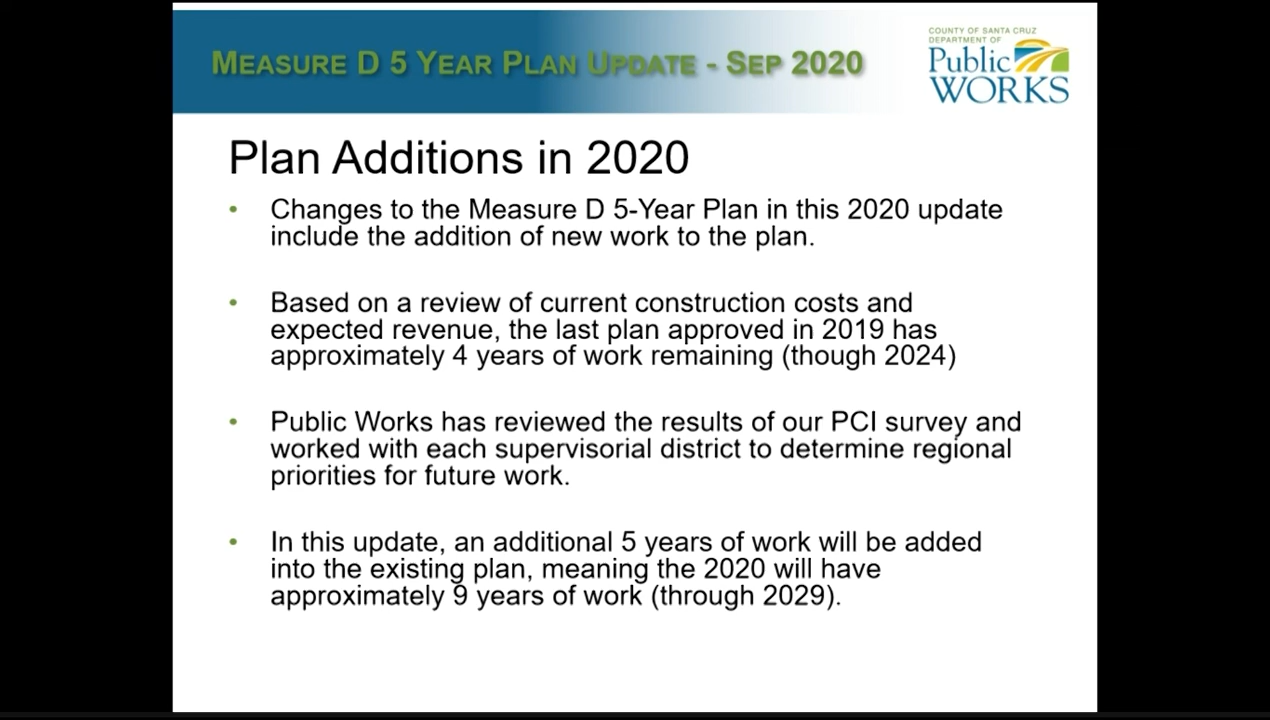 MEASURE D 5 YEAR PLAN UPDATE - SEP 2020
COUNTY OF SANTA CRUZ
DEPARTMENT OF
Public
WORKS
Plan Additions in 2020
• Changes to the Measure D 5-Year Plan in this 2020 update
include the addition of new work to the plan.
• Based on a review of current construction costs and
expected revenue, the last plan approved in 2019 has
approximately 4 years of work remaining (though 2024)
• Public Works has reviewed the results of our PCI survey and
worked with each supervisorial district to determine regional
priorities for future work.
• In this update, an additional 5 years of work will be added
into the existing plan, meaning the 2020 will have
approximately 9 years of work (through 2029).